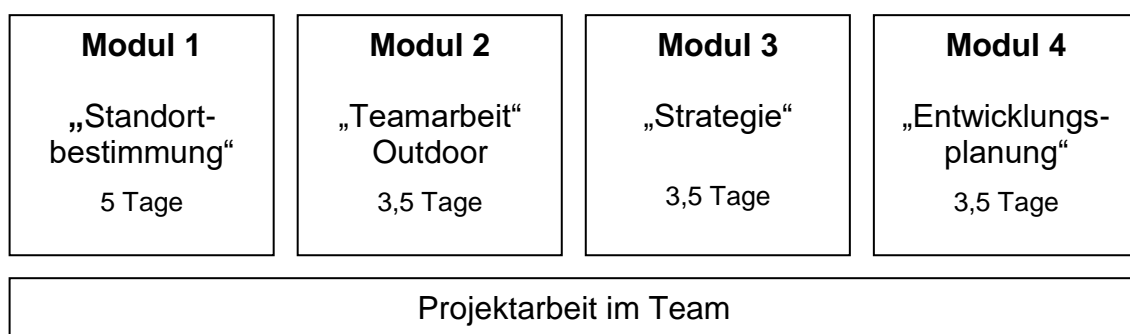 Modul 1
„Standort-
bestimmung“
5 Tage
Modul 2
„Teamarbeit“
Outdoor
3,5 Tage
Modul 3
„Strategie“
3,5 Tage
Modul 4
„Entwicklungs-
planung“
3,5 Tage
Projektarbeit im Team